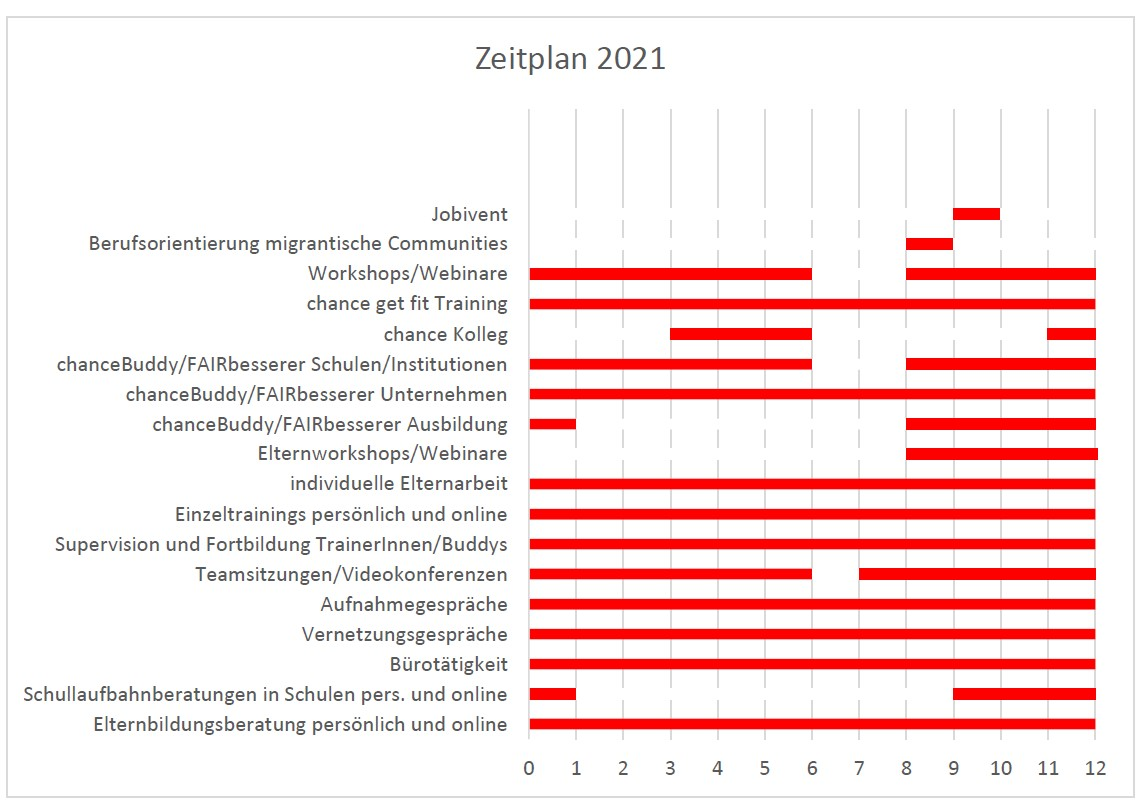 Zeitplan 2021
Jobivent
Berufsorientierung migrantische Communities
Workshops/Webinare
chance get fit Training
chance Kolleg
chanceBuddy/FAIRbesserer Schulen/Institutionen
chanceBuddy/FAIRbesserer Unternehmen
chanceBuddy/FAIRbesserer Ausbildung
Elternworkshops/Webinare
individuelle Elternarbeit
Einzeltrainings persönlich und online
Supervision und Fortbildung TrainerInnen/Buddys
Teamsitzungen/Videokonferenzen
Aufnahmegespräche
Vernetzungsgespräche
Bürotätigkeit
Schullaufbahnberatungen in Schulen pers. und online
Elternbildungsberatung persönlich und online
0 1 2 3 4 5 6 7 8 9 10 11 12